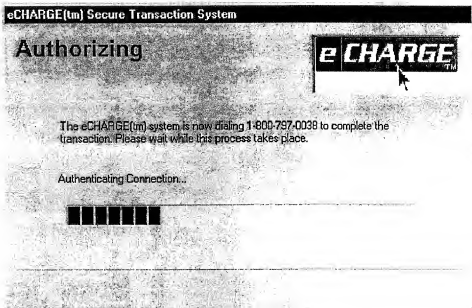 eCHARGE(tm) Secure Transaction System
Authorizing
e CHARGE
TM
The eCHARGE(tm) system is now dialing 1-800-797-0038 to complete the
transaction. Please wait while this process takes place.
Authenticating Connection...